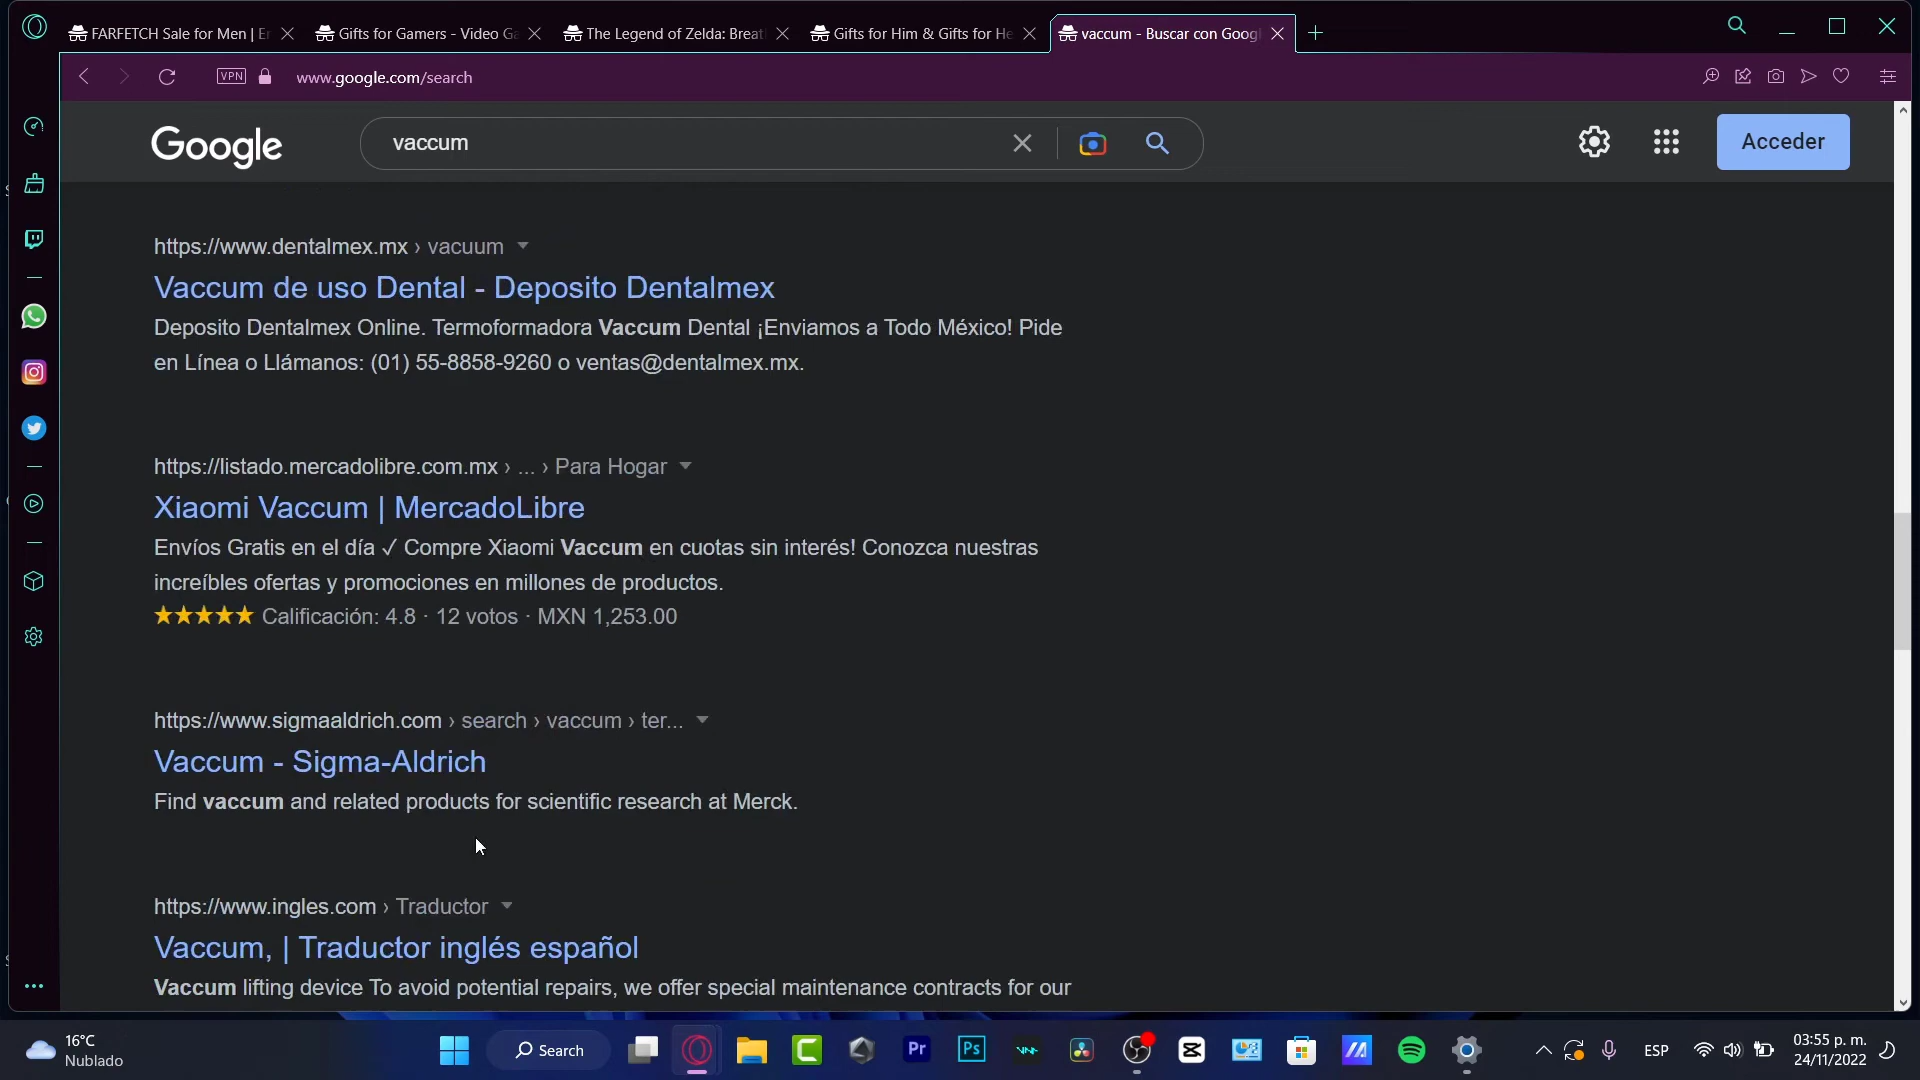 FARFETCH Sale for Men | E
Gifts for Gamers - Video Ga
The Legend of Zelda: Breat
Gifts for Him & Gifts for He
vaccum - Buscar con Googl
VPN
www.google.com/search
Google
vaccum
Acceder
https://www.dentalmex.mx › vacuum
Vaccum de uso Dental - Deposito Dentalmex
Deposito Dentalmex Online. Termoformadora Vaccum Dental ¡Enviamos a Todo México! Pide
en Línea o Llámanos: (01) 55-8858-9260 o ventas@dentalmex.mx.
https://listado.mercadolibre.com.mx › ... › Para Hogar
Xiaomi Vaccum | MercadoLibre
Envíos Gratis en el día ✓ Compre Xiaomi Vaccum en cuotas sin interés! Conozca nuestras
increíbles ofertas y promociones en millones de productos.
★★★★★ Calificación: 4.8 · 12 votos · MXN 1,253.00
https://www.sigmaaldrich.com › search › vaccum › ter...
Vaccum - Sigma-Aldrich
Find vaccum and related products for scientific research at Merck.
https://www.ingles.com › Traductor
Vaccum, | Traductor inglés español
Vaccum lifting device To avoid potential repairs, we offer special maintenance contracts for our
16°C
Nublado
Search
Pr
Ps
ESP
03:55 p. m.
24/11/2022